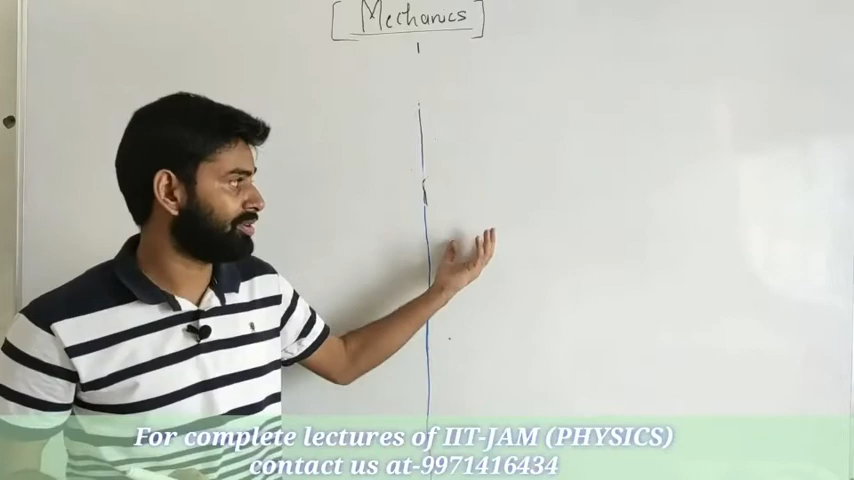 [Mechanics]
For complete lectures of IIT-JAM (PHYSICS)
contact us at-9971416434